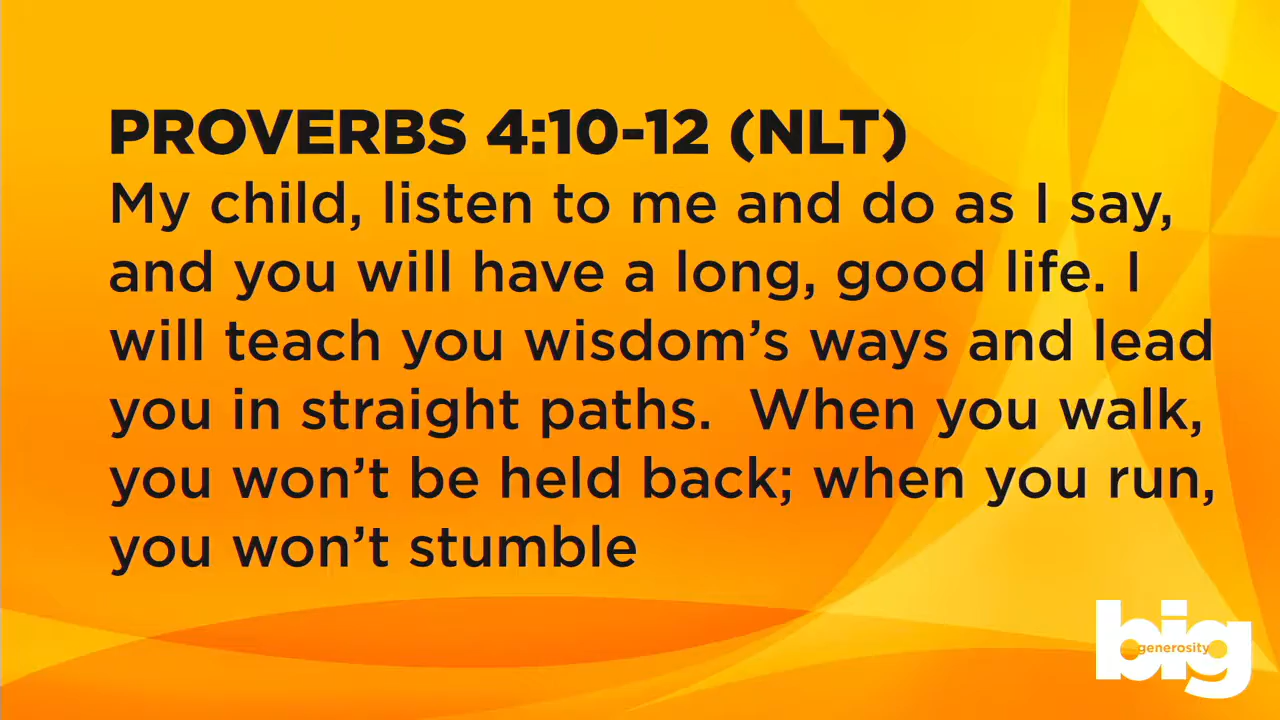 PROVERBS 4:10-12 (NLT)
My child, listen to me and do as I say,
and you will have a long, good life. I
will teach you wisdom’s ways and lead
you in straight paths.  When you walk,
you won’t be held back; when you run,
you won’t stumble
big
generosity